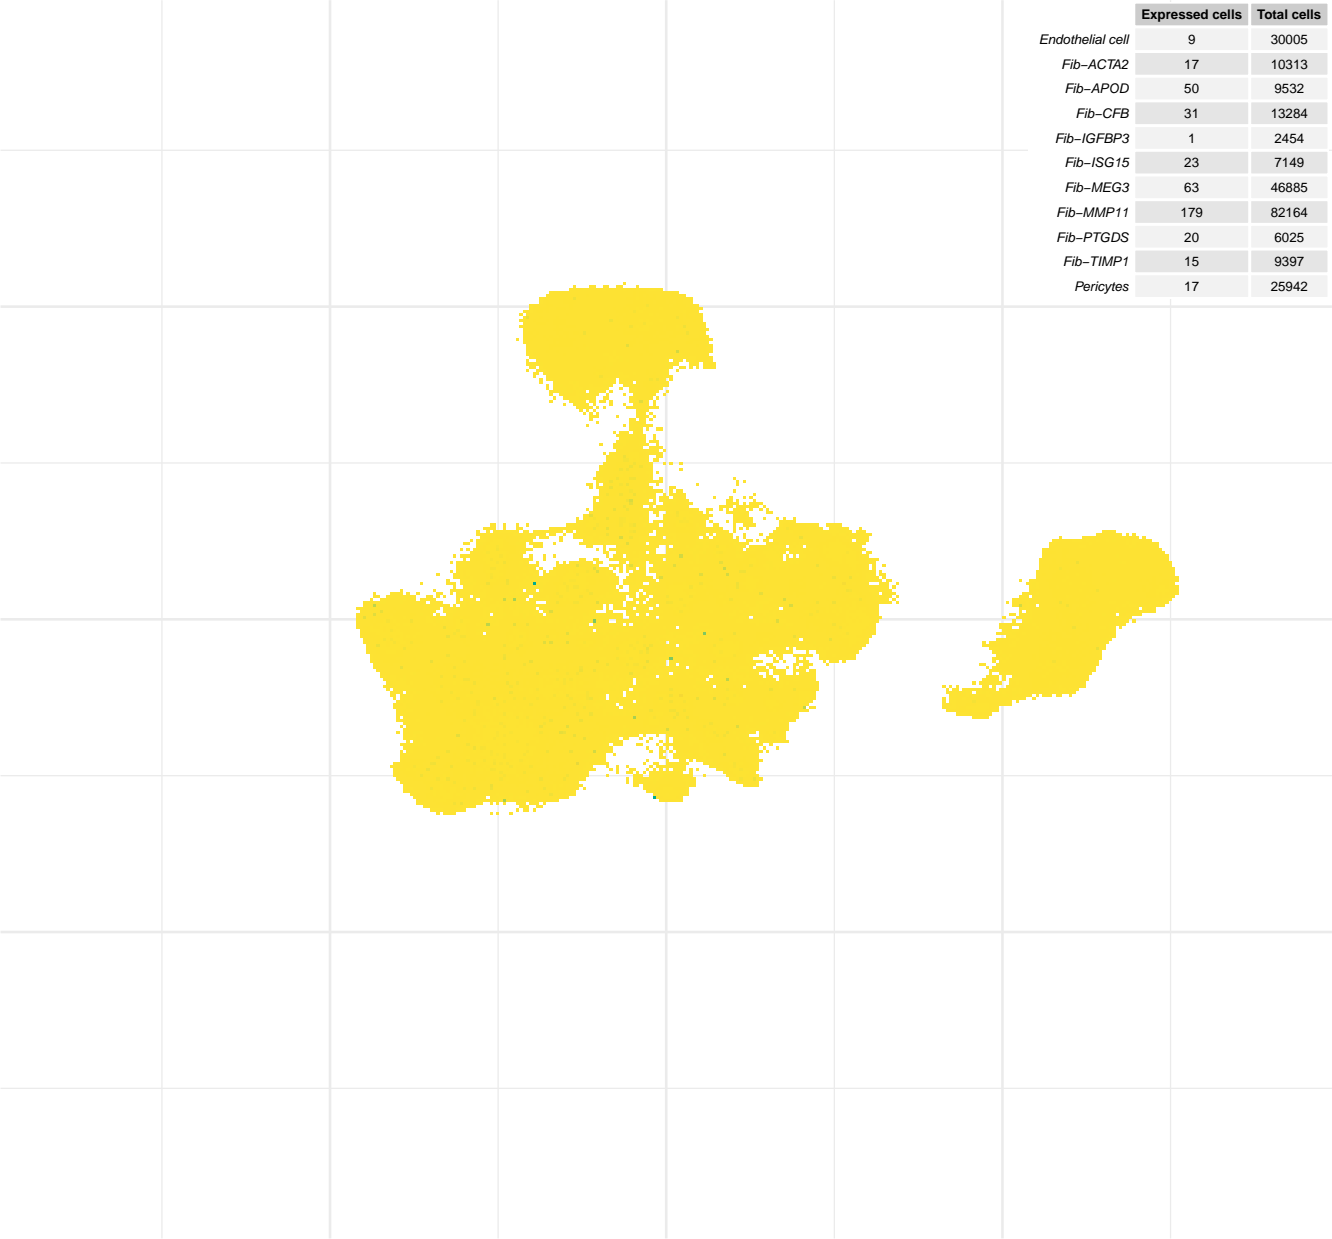 Expressed cells Total cells
Endothelial cell 9 30005
Fib−ACTA2 17 10313
Fib−APOD 50 9532
Fib−CFB 31 13284
Fib−IGFBP3 1 2454
Fib−ISG15 23 7149
Fib−MEG3 63 46885
Fib−MMP11 179 82164
Fib−PTGDS 20 6025
Fib−TIMP1 15 9397
Pericytes 17 25942